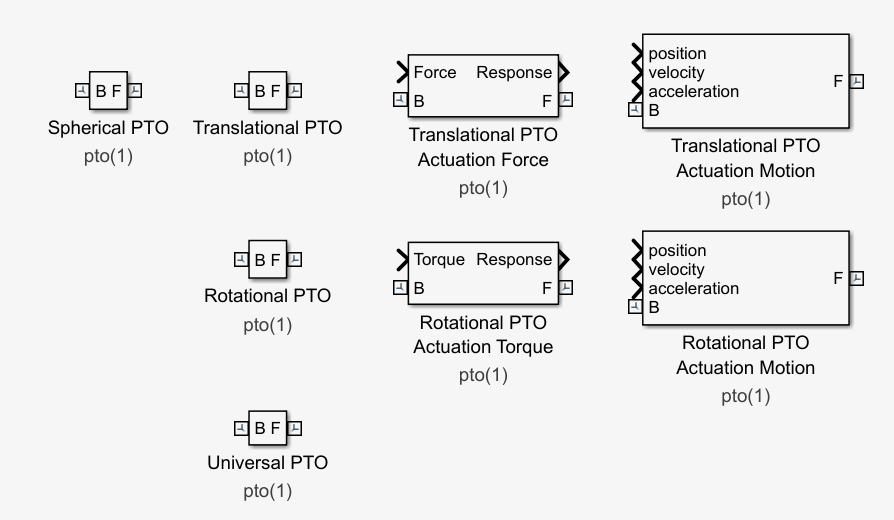 B F
Spherical PTO
pto(1)
B F
Translational PTO
pto(1)
Force Response
B F
Translational PTO
Actuation Force
pto(1)
position
velocity
acceleration
B
F
Translational PTO
Actuation Motion
pto(1)
B F
Rotational PTO
pto(1)
Torque Response
B F
Rotational PTO
Actuation Torque
pto(1)
position
velocity
acceleration
B
F
Rotational PTO
Actuation Motion
pto(1)
B F
Universal PTO
pto(1)